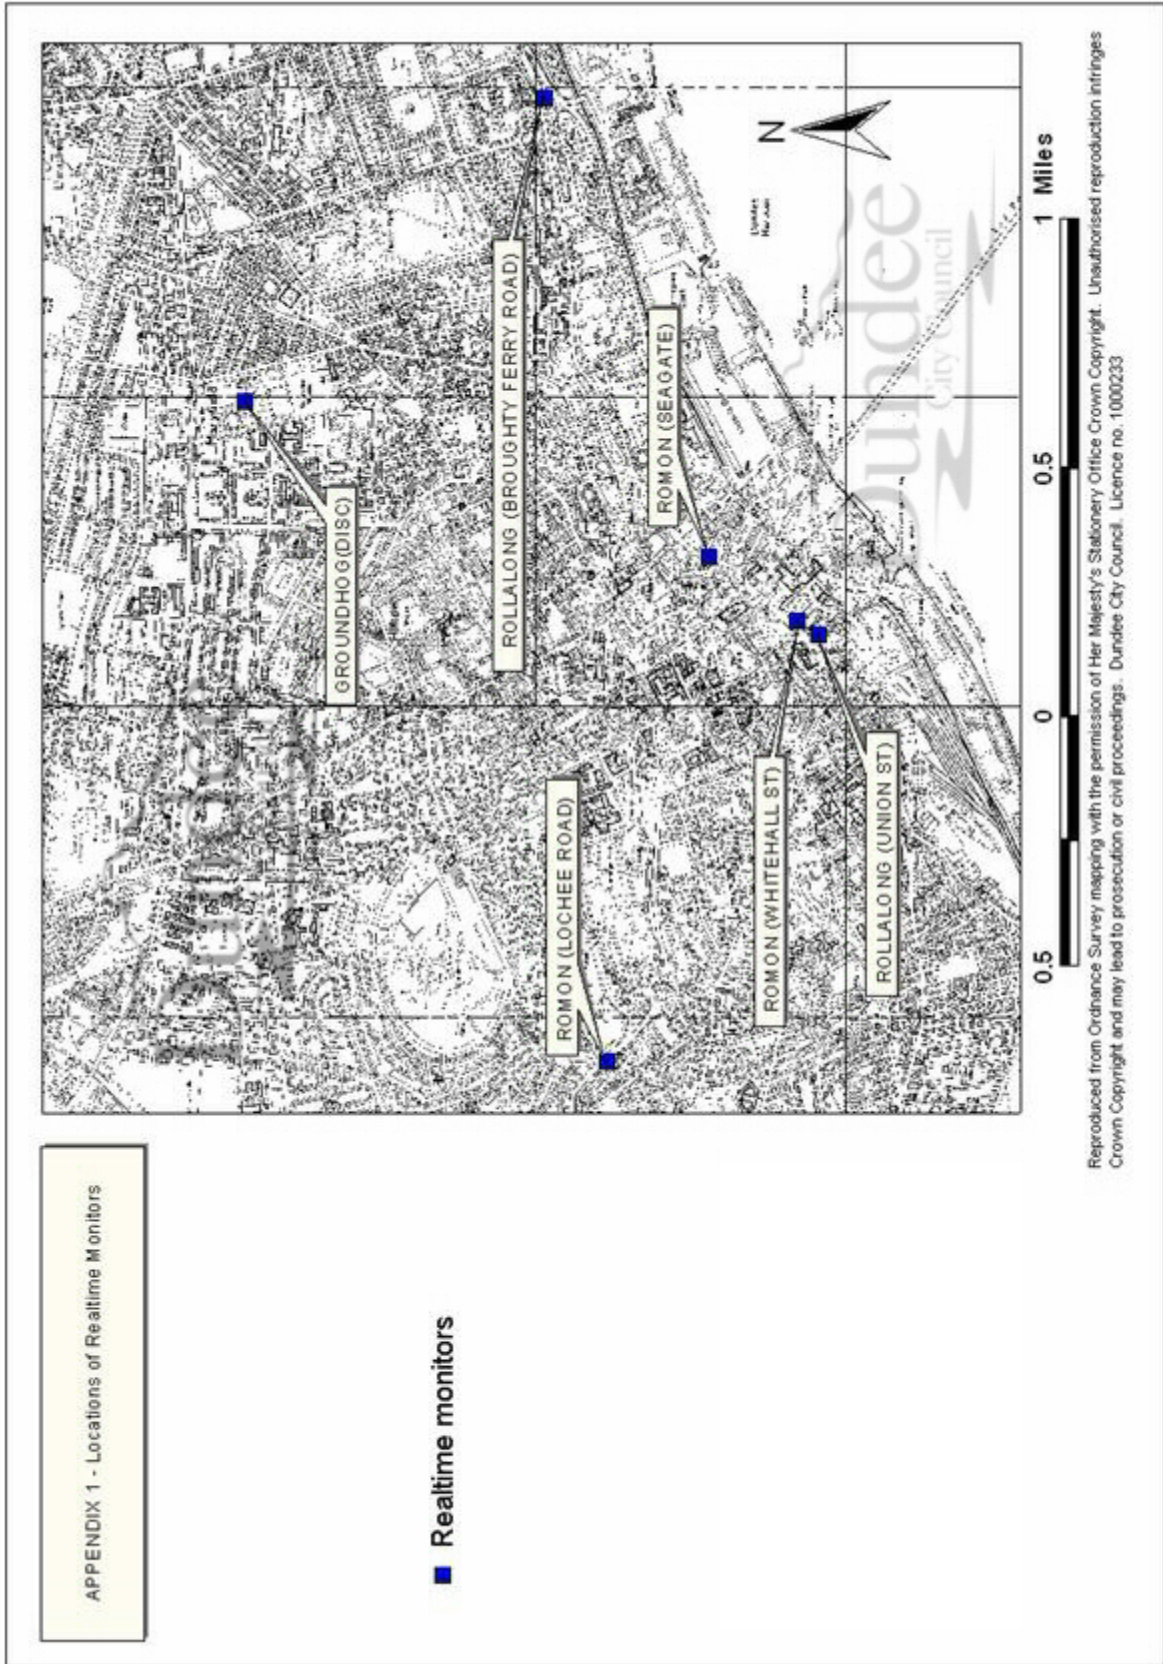 APPENDIX 1 - Locations of Realtime Monitors
Realtime monitors
GROUNDHOG (DISC)
ROLLALONG (BROUGHTY FERRY ROAD)
ROMON (LOCHEE ROAD)
ROMON (SEAGATE)
ROMON (WHITEHALL ST)
ROLLALONG (UNION ST)
N
Dundee
Dundee
City Council
0.5 0 0.5 1 Miles
Reproduced from Ordnance Survey mapping with the permission of Her Majesty's Stationery Office Crown Copyright. Unauthorised reproduction infringes
Crown Copyright and may lead to prosecution or civil proceedings. Dundee City Council. Licence no. 1000233